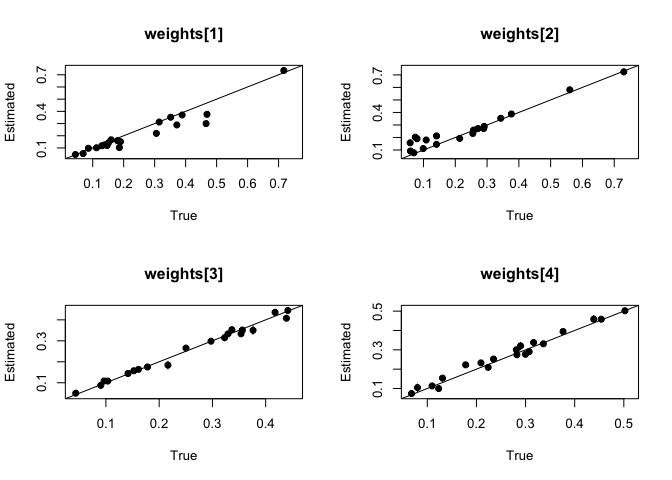 weights[1]
Estimated
0.1 0.4 0.7
0.1 0.2 0.3 0.4 0.5 0.6 0.7
True
weights[2]
Estimated
0.1 0.4 0.7
0.1 0.2 0.3 0.4 0.5 0.6 0.7
True
weights[3]
Estimated
0.1 0.3
0.1 0.2 0.3 0.4
True
weights[4]
Estimated
0.1 0.3 0.5
0.1 0.2 0.3 0.4 0.5
True